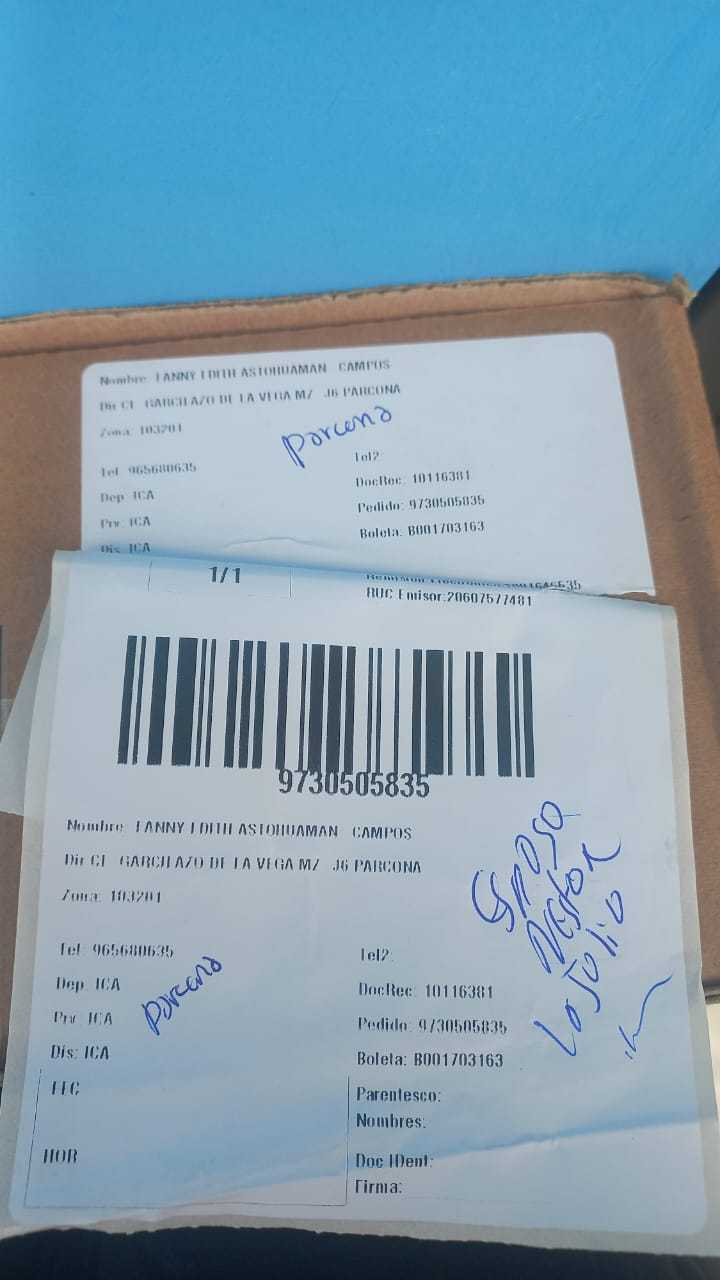 Nombre: FANNY EDITH ASTOHUAMAN CAMPOS
Dir CL GARCILAZO DE LA VEGA MZ J6 PARCONA
Zona: 103201
Parcona
Tel: 965680635
Tel2
Dep: ICA
DocRec: 10116381
Prv: ICA
Pedido: 9730505835
Dis: ICA
Boleta: B001703163
1/1
RUC Emisor:20607577481
9730505835
Nombre: FANNY EDITH ASTOHUAMAN CAMPOS
Dir CL GARCILAZO DE LA VEGA MZ J6 PARCONA
Zona: 103201
Tel: 965680635
Tel2:
Dep: ICA
DocRec: 10116381
Parcona
Prv: ICA
Pedido: 9730505835
Dis: ICA
Boleta: B001703163
Esposo
Nestor
FEC
Parentesco:
Nombres:
HOR
Doc IDent:
Firma: